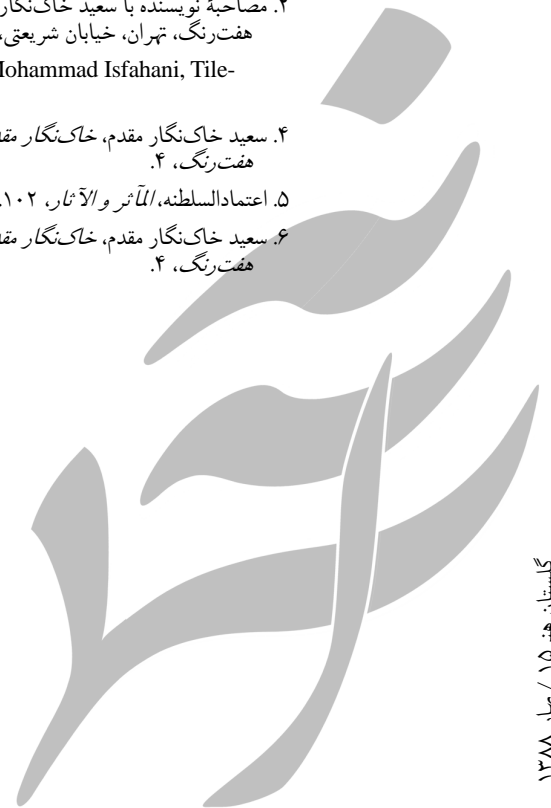 ۲. مصاحبهٔ نویسنده با سعید خاک‌نگار
هفت‌رنگ، تهران، خیابان شریعتی،
Mohammad Isfahani, Tile-
۴. سعید خاک‌نگار مقدم، خاک‌نگار مقد
هفت‌رنگ، ۴.
۵. اعتمادالسلطنه، المآثر و الآثار، ۱۰۲.
۶. سعید خاک‌نگار مقدم، خاک‌نگار مقد
هفت‌رنگ، ۴.
گلستان هنر ۱۵ / بهار ۱۳۸۸